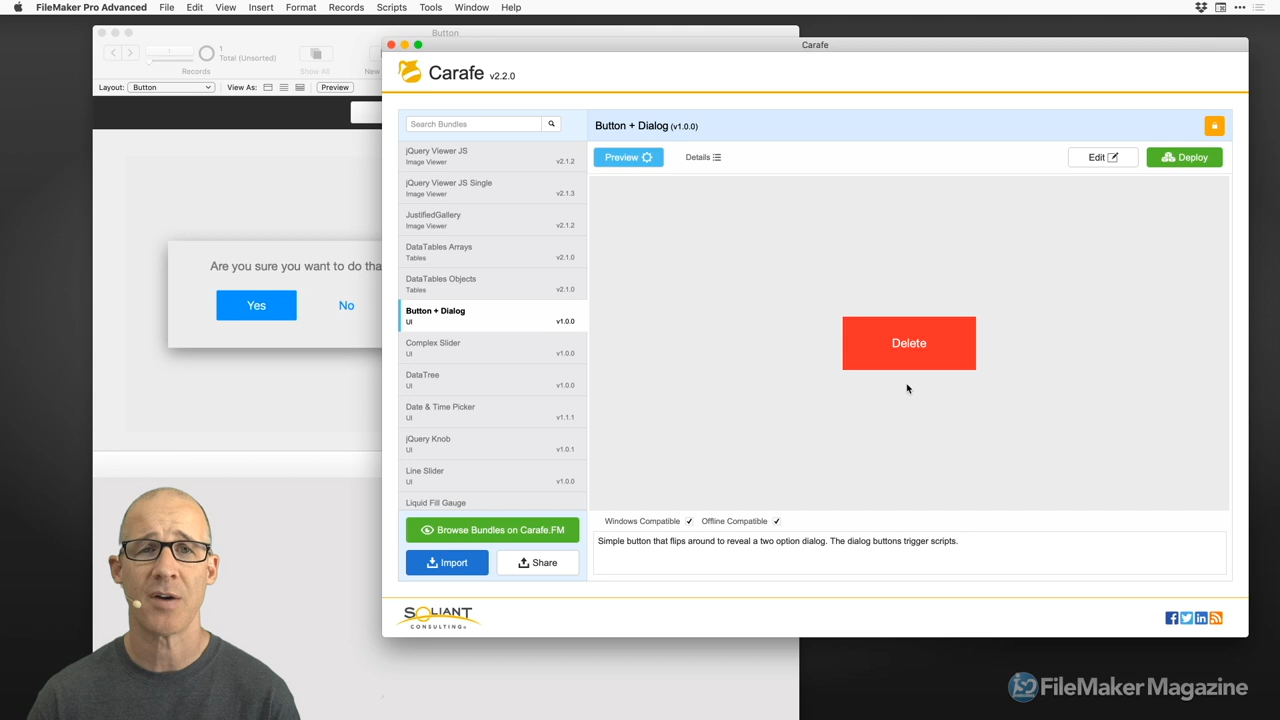 FileMaker Pro Advanced File Edit View Insert Format Records Scripts Tools Window Help
Button
1
1
Total (Unsorted)
Records
Show All
New
Layout: Button View As: Preview
Are you sure you want to do tha
Yes No
Carafe
Carafe v2.2.0
Search Bundles
jQuery Viewer JS
Image Viewer v2.1.2
jQuery Viewer JS Single
Image Viewer v2.1.3
JustifiedGallery
Image Viewer v2.1.2
DataTables Arrays
Tables v2.1.0
DataTables Objects
Tables v2.1.0
Button + Dialog
UI v1.0.0
Complex Slider
UI v1.0.0
DataTree
UI v1.0.0
Date & Time Picker
UI v1.1.1
jQuery Knob
UI v1.0.1
Line Slider
UI v1.0.0
Liquid Fill Gauge
Browse Bundles on Carafe.FM
Import Share
Button + Dialog (v1.0.0)
Preview Details Edit Deploy
Delete
Windows Compatible Offline Compatible
Simple button that flips around to reveal a two option dialog. The dialog buttons trigger scripts.
SOLIANT
CONSULTING
FileMaker Magazine